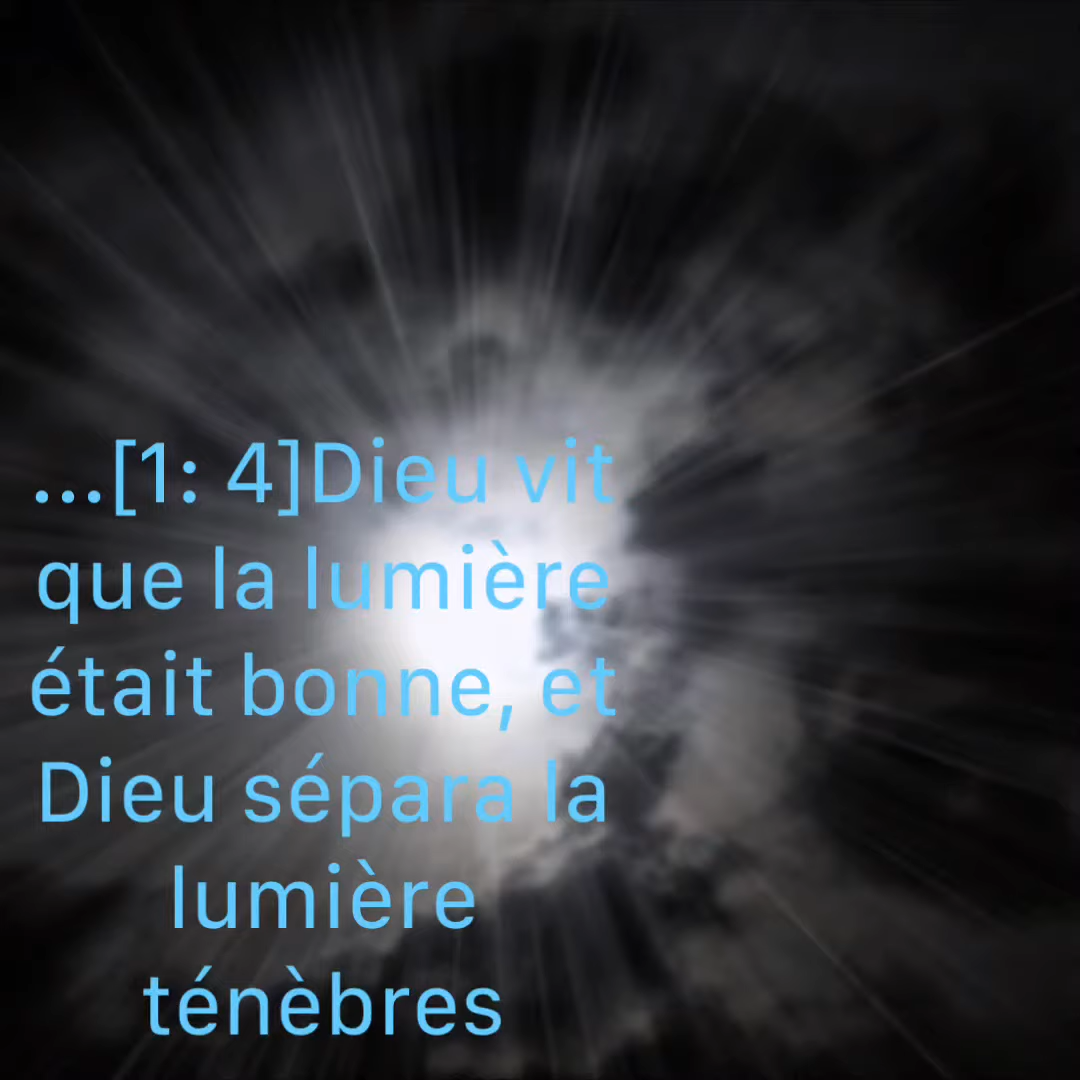 ...[1: 4]Dieu vit
que la lumière
était bonne, et
Dieu sépara la
lumière
ténèbres